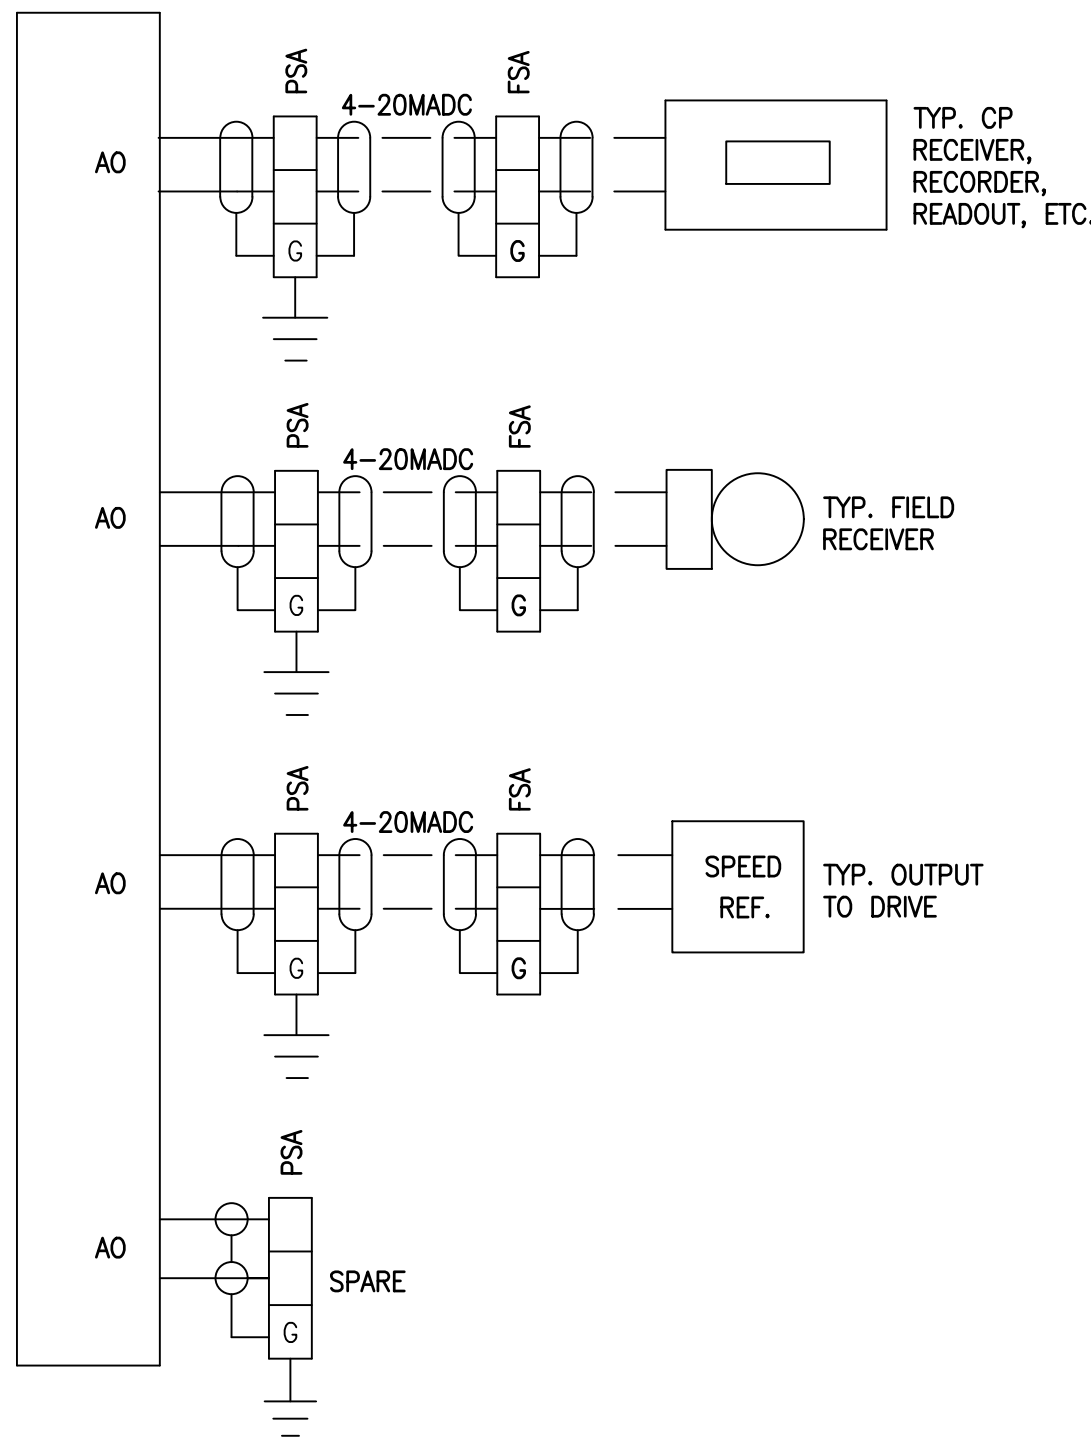 PSA
FSA
4-20MADC
AO
TYP. CP
RECEIVER,
RECORDER,
READOUT, ETC.
G
G
PSA
FSA
4-20MADC
AO
TYP. FIELD
RECEIVER
G
G
PSA
FSA
4-20MADC
AO
SPEED
REF.
TYP. OUTPUT
TO DRIVE
G
G
PSA
AO
SPARE
G